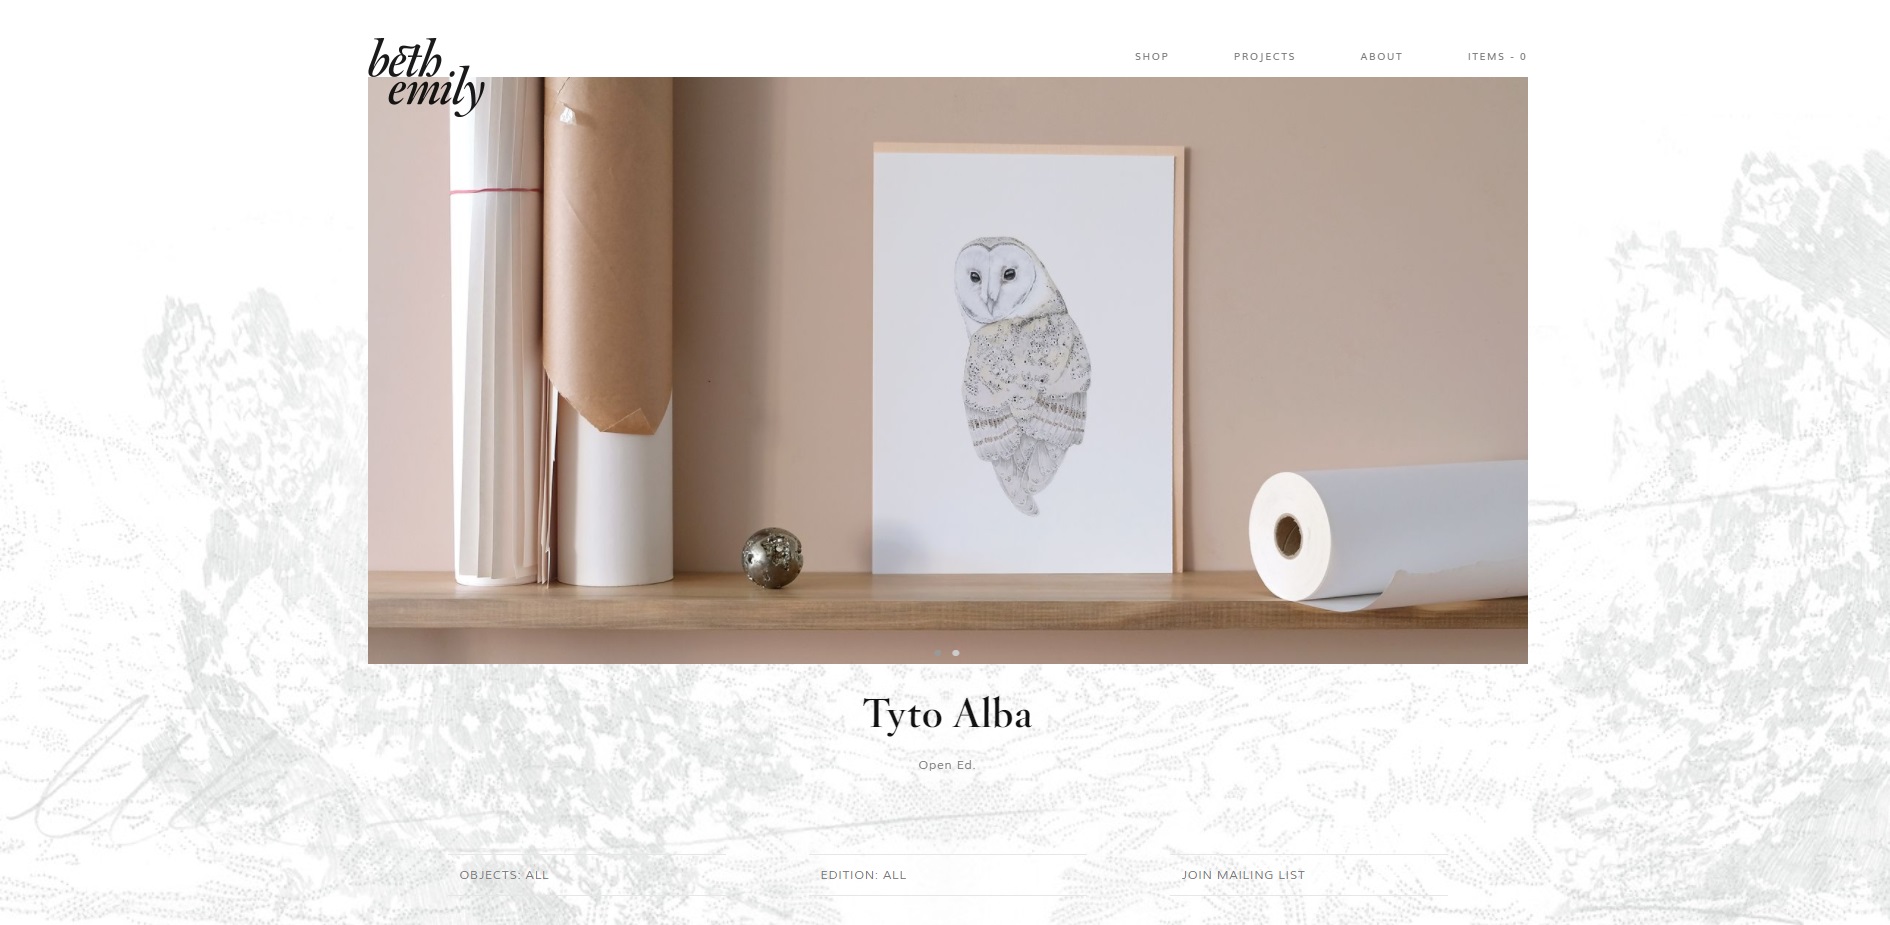 beth
emily
SHOP PROJECTS ABOUT ITEMS - 0
Tyto Alba
Open Ed.
OBJECTS: ALL EDITION: ALL JOIN MAILING LIST